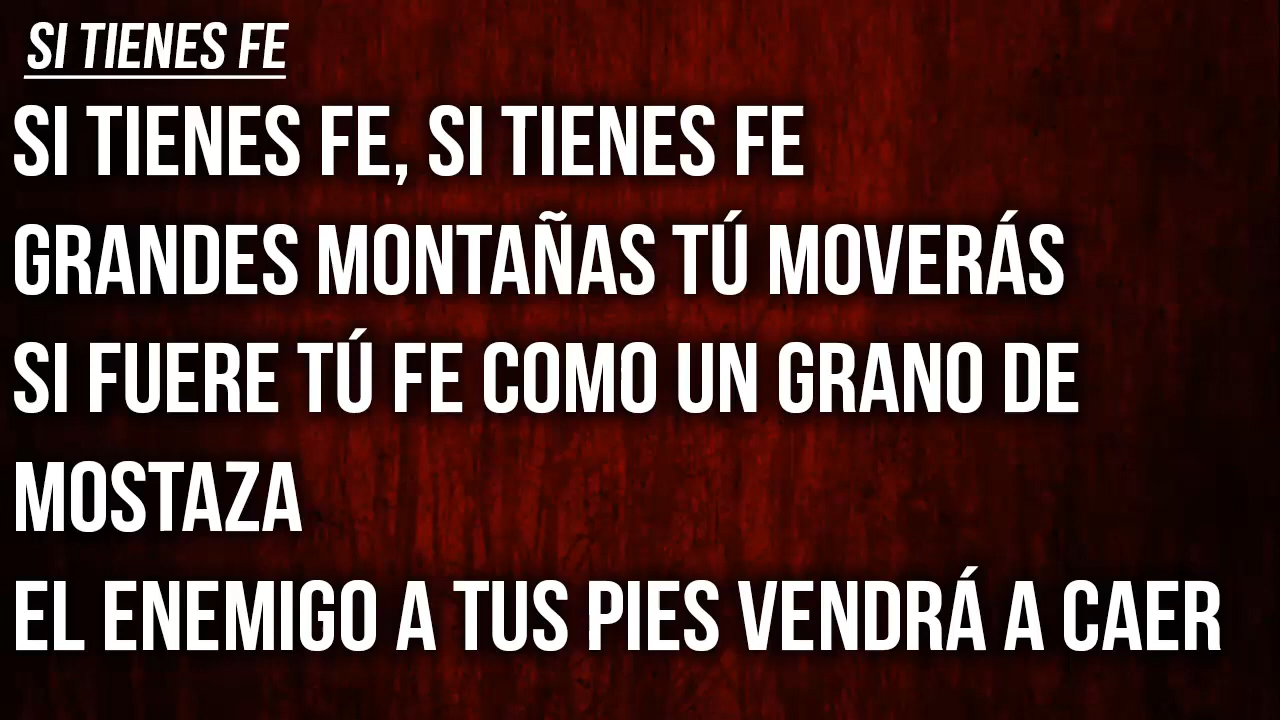 SI TIENES FE
SI TIENES FE, SI TIENES FE
GRANDES MONTAÑAS TÚ MOVERÁS
SI FUERE TÚ FE COMO UN GRANO DE
MOSTAZA
EL ENEMIGO A TUS PIES VENDRÁ A CAER